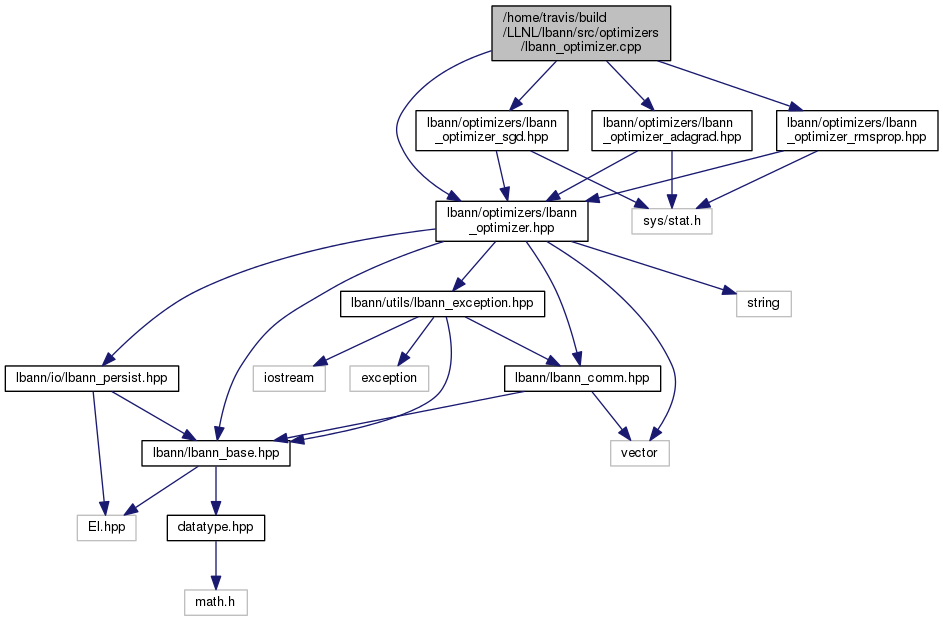 /home/travis/build
/LLNL/lbann/src/optimizers
/lbann_optimizer.cpp
lbann/optimizers/lbann
_optimizer_sgd.hpp
lbann/optimizers/lbann
_optimizer_adagrad.hpp
lbann/optimizers/lbann
_optimizer_rmsprop.hpp
lbann/optimizers/lbann
_optimizer.hpp
sys/stat.h
lbann/utils/lbann_exception.hpp
string
lbann/io/lbann_persist.hpp
iostream
exception
lbann/lbann_comm.hpp
lbann/lbann_base.hpp
vector
El.hpp
datatype.hpp
math.h